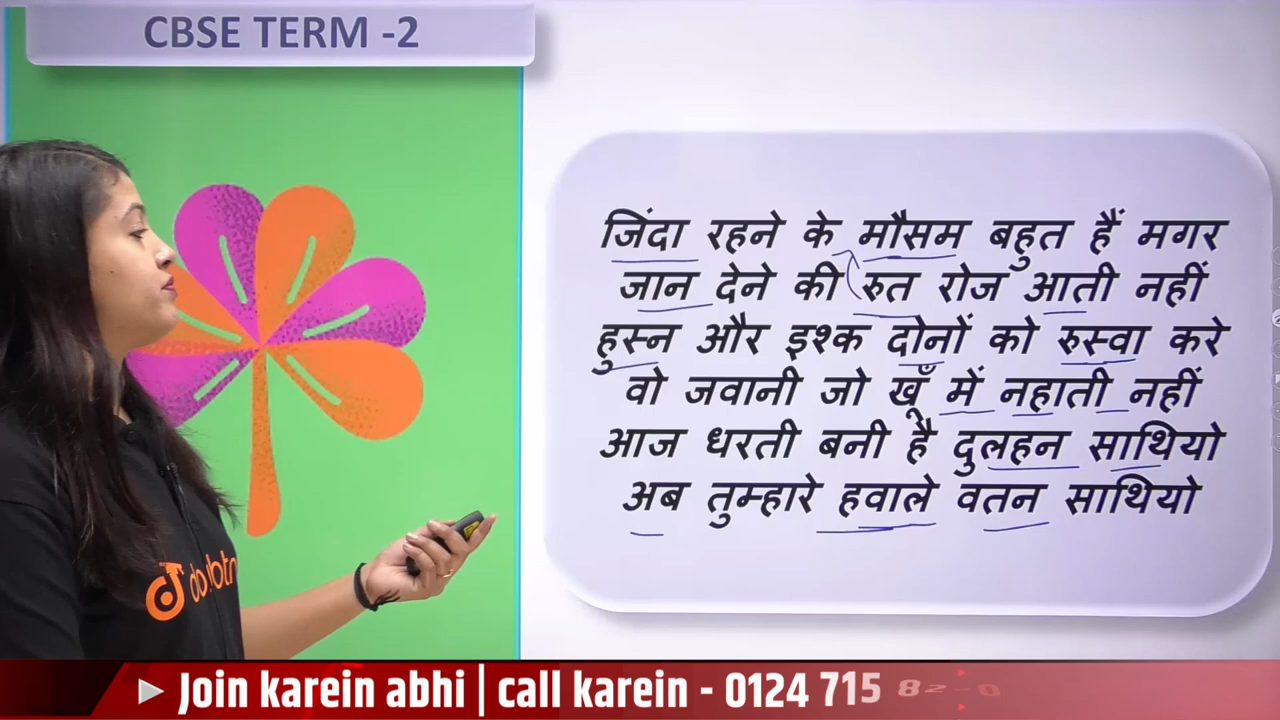 CBSE TERM -2
जिंदा रहने के मौसम बहुत हैं मगर
जान देने की रुत रोज आती नहीं
हुस्न और इश्क दोनों को रुस्वा करे
वो जवानी जो खूँ में नहाती नहीं
आज धरती बनी है दुलहन साथियो
अब तुम्हारे हवाले वतन साथियो
Join karein abhi | call karein - 0124 715